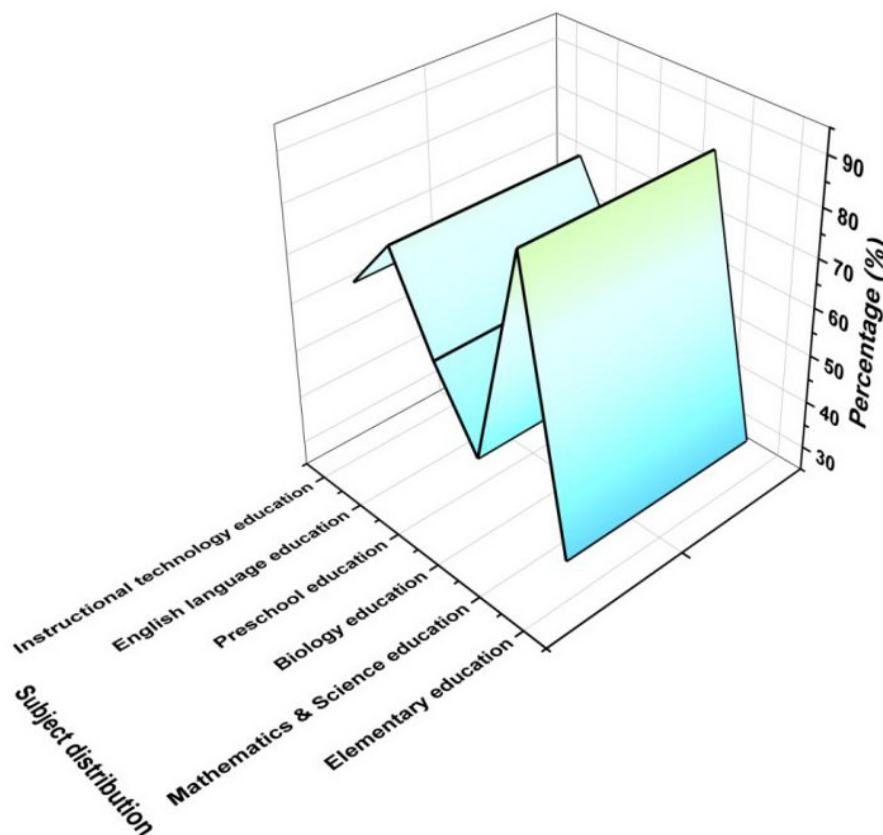 90
80
70
60
50
40
30
Percentage (%)
Instructional technology education
English language education
Preschool education
Biology education
Mathematics & Science education
Elementary education
Subject distribution